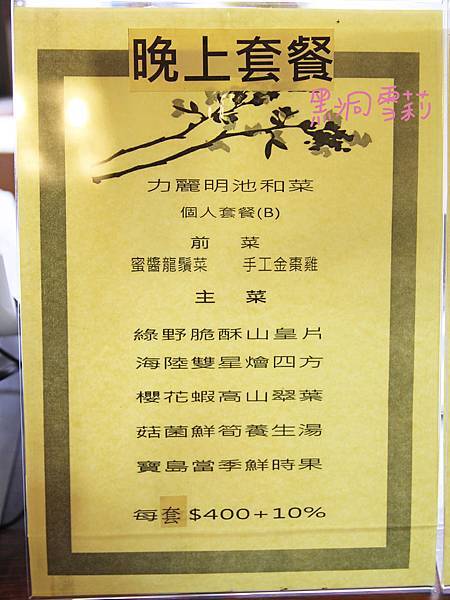 晚上套餐
黑洞雪莉
力麗明池和菜
個人套餐(B)
前 菜
蜜醬龍鬚菜 手工金棗雞
主 菜
綠野脆酥山皇片
海陸雙星燴四方
櫻花蝦高山翠葉
菇菌鮮筍養生湯
寶島當季鮮時果
每套$400+10%